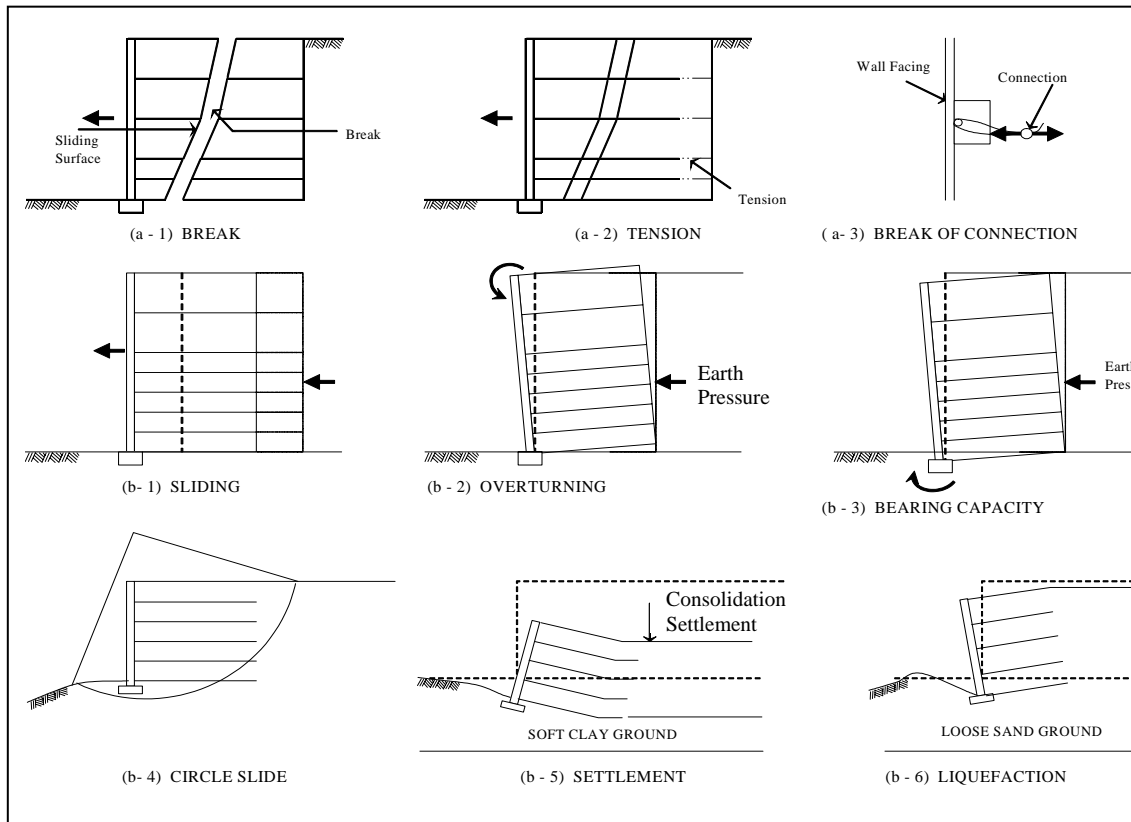 Sliding
Surface
Break
Tension
Wall Facing
Connection
(a - 1) BREAK
(a - 2) TENSION
( a- 3) BREAK OF CONNECTION
Earth
Pressure
Earth
Press
(b- 1) SLIDING
(b - 2) OVERTURNING
(b - 3) BEARING CAPACITY
Consolidation
Settlement
SOFT CLAY GROUND
LOOSE SAND GROUND
(b- 4) CIRCLE SLIDE
(b - 5) SETTLEMENT
(b - 6) LIQUEFACTION